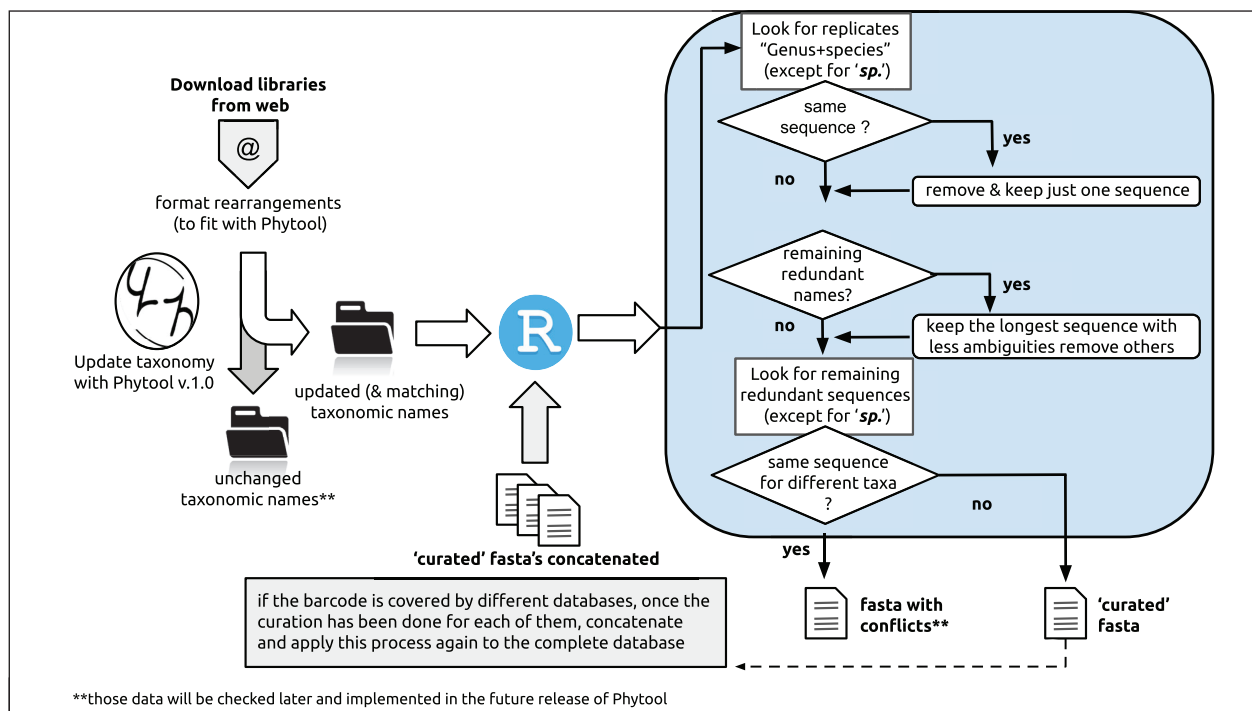 Download libraries
from web
@
format rearrangements
(to fit with Phytool)
Update taxonomy
with Phytool v.1.0
unchanged
taxonomic names**
updated (& matching)
taxonomic names
R
'curated' fasta's concatenated
if the barcode is covered by different databases, once the
curation has been done for each of them, concatenate
and apply this process again to the complete database
Look for replicates
“Genus+species”
(except for ‘sp.’)
same
sequence ?
yes
no
remove & keep just one sequence
remaining
redundant
names?
yes
no
keep the longest sequence with
less ambiguities remove others
Look for remaining
redundant sequences
(except for ‘sp.’)
same sequence
for different taxa
?
no
yes
fasta with
conflicts**
‘curated’
fasta
**those data will be checked later and implemented in the future release of Phytool